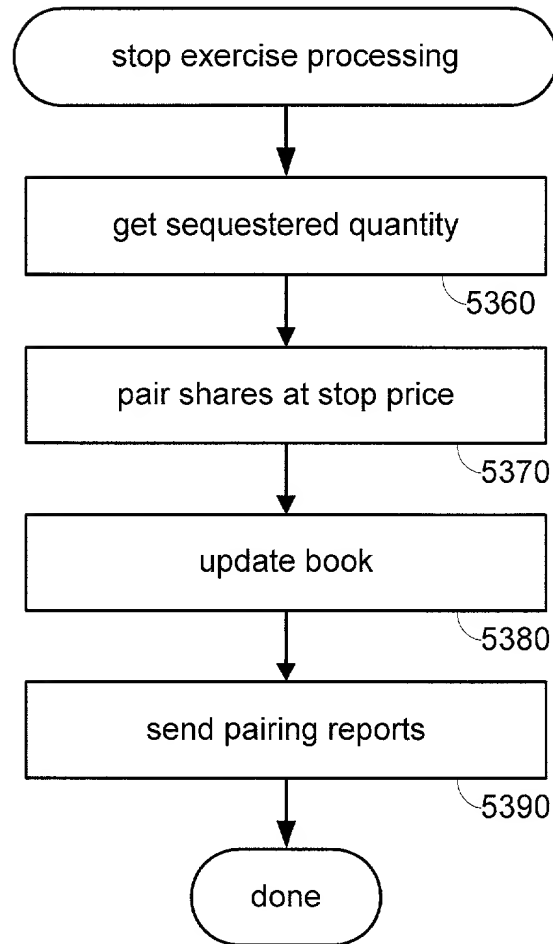 stop exercise processing
get sequestered quantity
5360
pair shares at stop price
5370
update book
5380
send pairing reports
5390
done